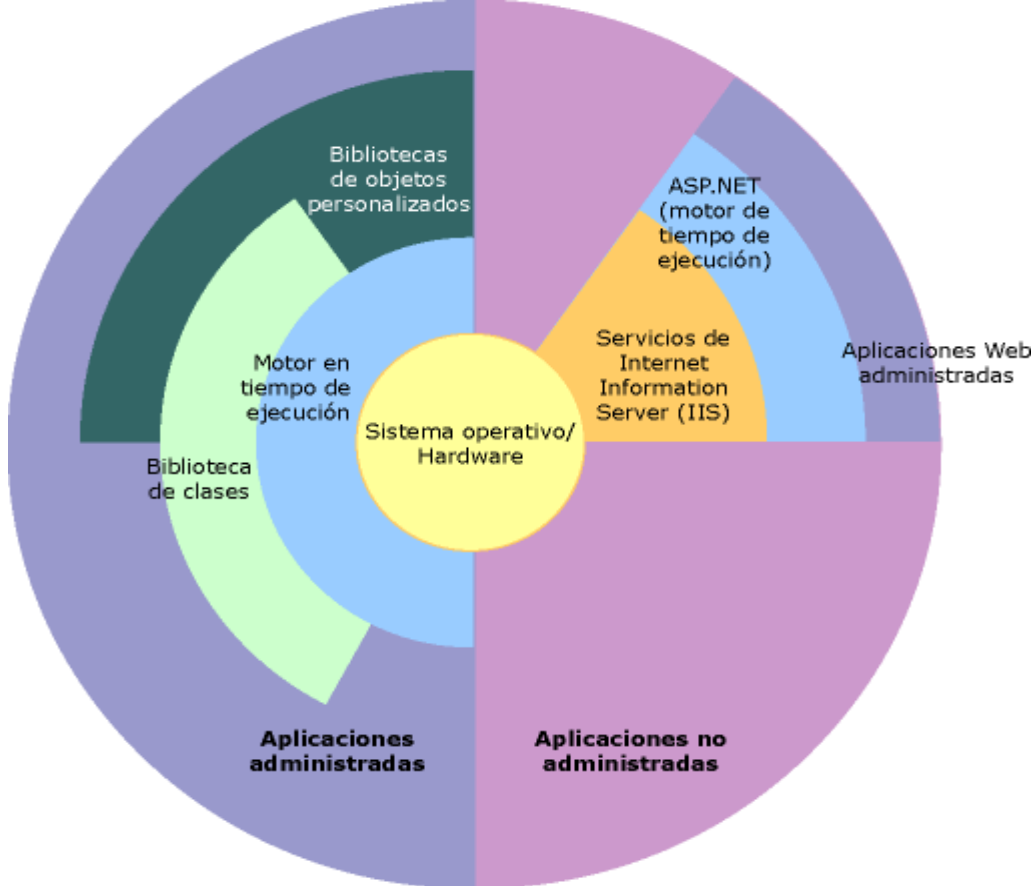 Bibliotecas
de objetos
personalizados
ASP.NET
(motor de
tiempo de
ejecución)
Motor en
tiempo de
ejecución
Servicios de
Internet
Information
Server (IIS)
Aplicaciones Web
administradas
Sistema operativo/
Hardware
Biblioteca
de clases
Aplicaciones
administradas
Aplicaciones no
administradas